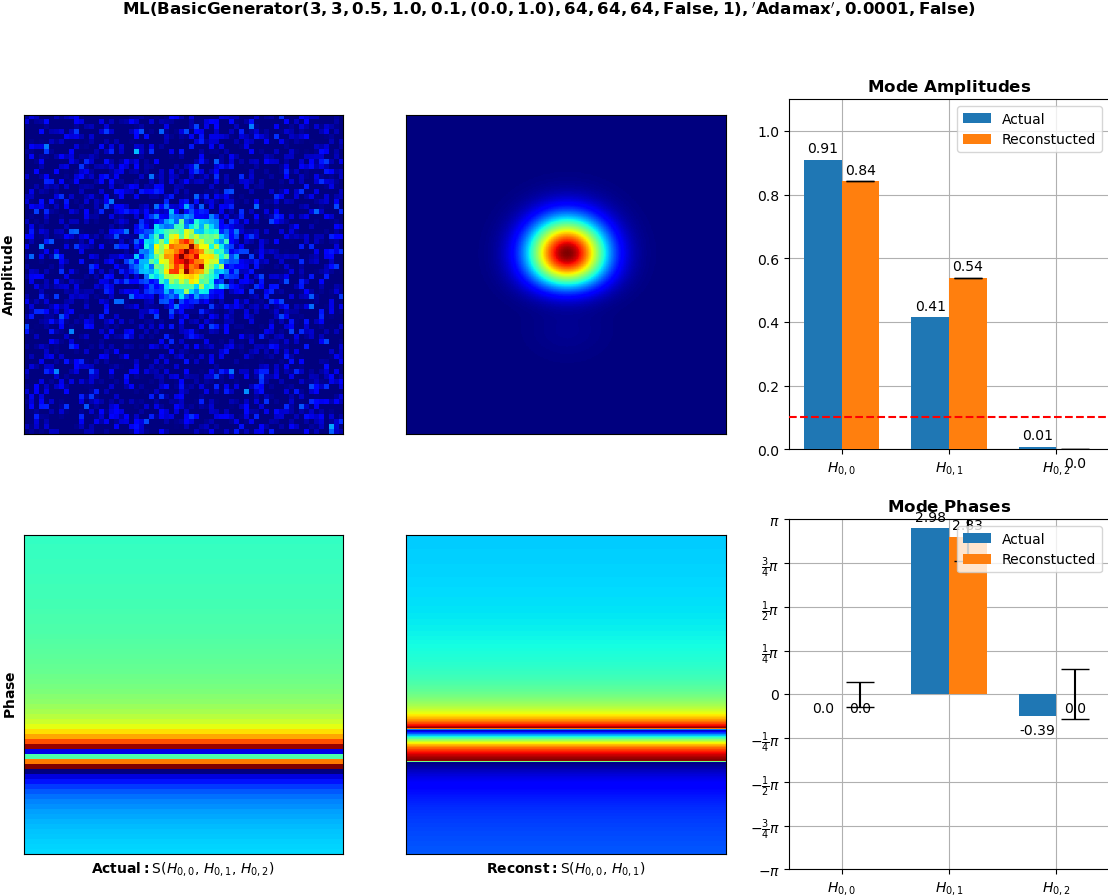 ML(BasicGenerator(3, 3, 0.5, 1.0, 0.1, (0.0, 1.0), 64, 64, 64, False, 1), ′Adamax′, 0.0001, False)
Amplitude
Mode Amplitudes
Actual
Reconstucted
1.0
0.8
0.6
0.4
0.2
0.0
0.91
0.84
0.41
0.54
0.01
0.0
H0,0
H0,1
H0,2
Phase
Actual: S(H0,0, H0,1, H0,2)
Reconst: S(H0,0, H0,1)
Mode Phases
Actual
Reconstucted
π
3/4π
1/2π
1/4π
0
−1/4π
−1/2π
−3/4π
−π
0.0
0.0
2.98
2.83
-0.39
0.0
H0,0
H0,1
H0,2